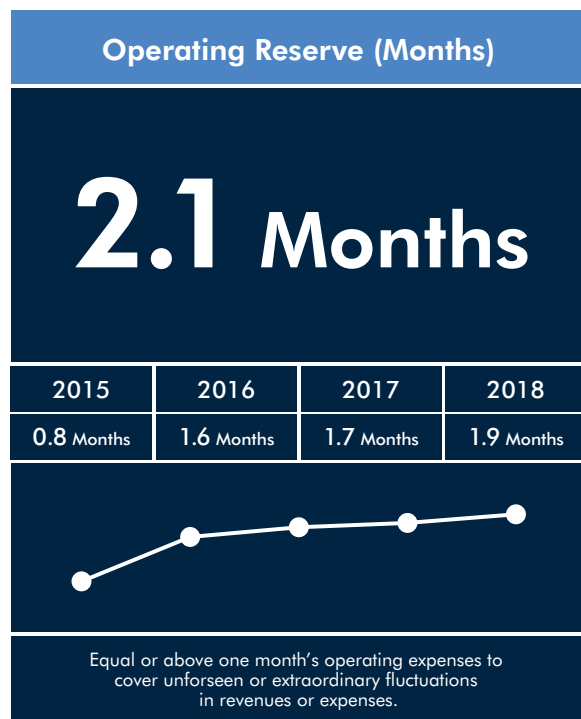 Operating Reserve (Months)
2.1 Months
2015 2016 2017 2018
0.8 Months 1.6 Months 1.7 Months 1.9 Months
Equal or above one month's operating expenses to
cover unforseen or extraordinary fluctuations
in revenues or expenses.